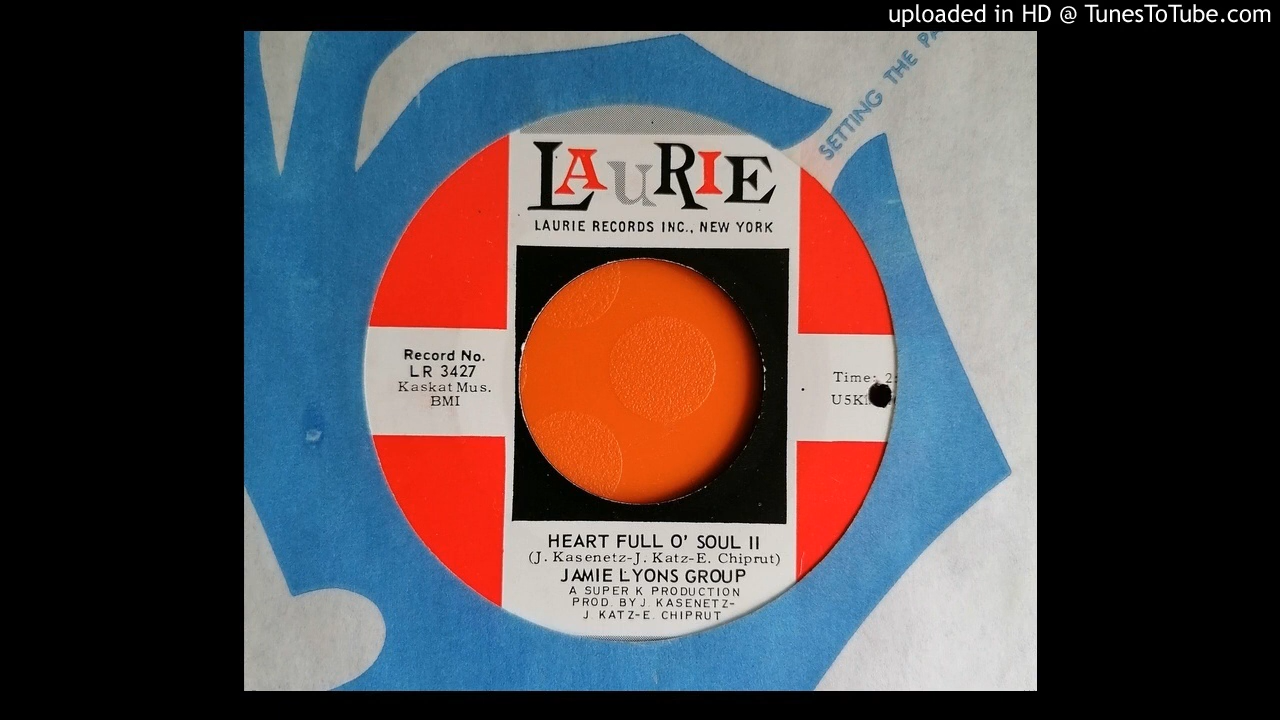 uploaded in HD @ TunesToTube.com
SETTING THE
LAURIE
LAURIE RECORDS INC., NEW YORK
Record No.
LR 3427
Kaskat Mus.
BMI
Time: 2:
HEART FULL O' SOUL II
(J. Kasenetz-J. Katz-E. Chiprut)
JAMIE LYONS GROUP
A SUPER K PRODUCTION
PROD. BY J. KASENETZ-
J. KATZ-E. CHIPRUT